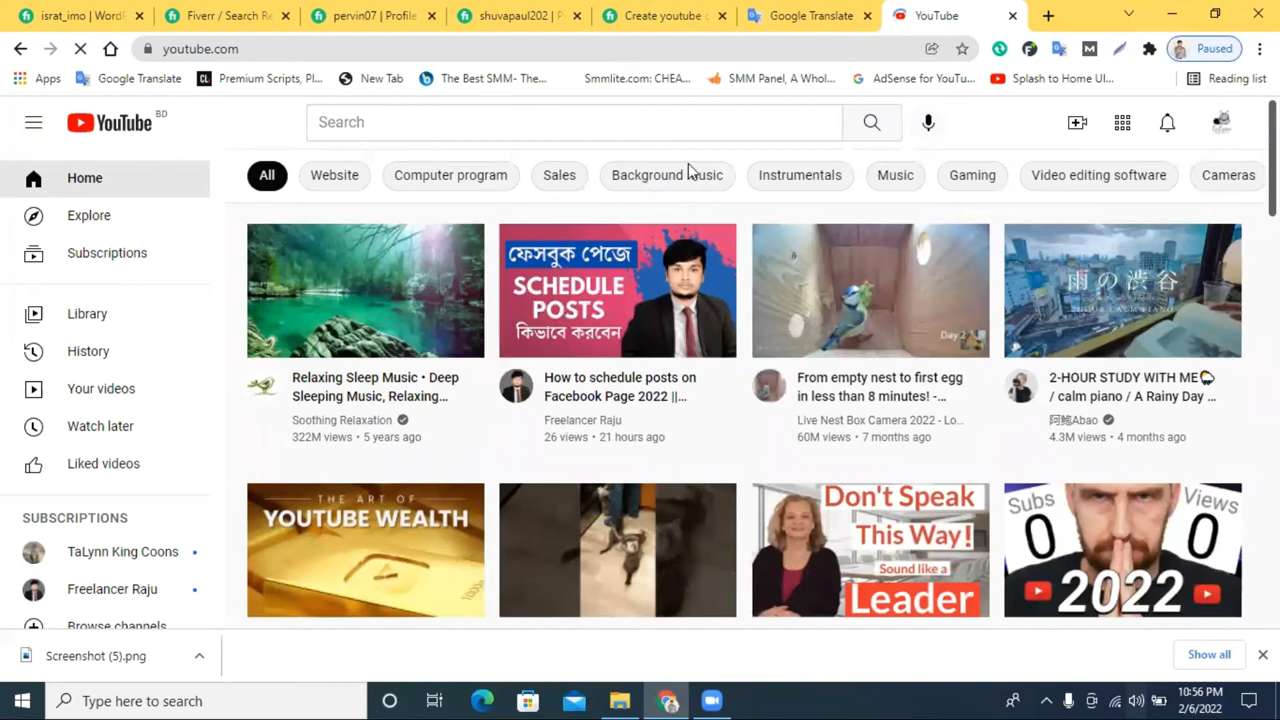 israt_imo | WordP
Fiverr / Search Re
pervin07 | Profile
shuvapaul202 | P
Create youtube c
Google Translate
YouTube
youtube.com
Paused
Apps
Google Translate
Premium Scripts, Pl...
New Tab
The Best SMM- The...
Smmlite.com: CHEA...
SMM Panel, A Whol...
AdSense for YouTu...
Splash to Home UI...
Reading list
YouTube BD
Search
Home
Explore
Subscriptions
Library
History
Your videos
Watch later
Liked videos
SUBSCRIPTIONS
TaLynn King Coons
Freelancer Raju
Browse channels
All
Website
Computer program
Sales
Background music
Instrumentals
Music
Gaming
Video editing software
Cameras
ফেসবুক পেজে
SCHEDULE
POSTS
কিভাবে করবেন
Day 2
雨の渋谷
2 HOUR CALM PIANO
Relaxing Sleep Music • Deep
Sleeping Music, Relaxing...
Soothing Relaxation
322M views • 5 years ago
How to schedule posts on
Facebook Page 2022 ||...
Freelancer Raju
26 views • 21 hours ago
From empty nest to first egg
in less than 8 minutes! -...
Live Nest Box Camera 2022 - Lo...
60M views • 7 months ago
2-HOUR STUDY WITH ME🌦
/ calm piano / A Rainy Day ...
阿鮑Abao
4.3M views • 4 months ago
THE ART OF
YOUTUBE WEALTH
Don't Speak
This Way!
Sound like a
Leader
Subs
Views
0
0
2022
Screenshot (5).png
Show all
Type here to search
10:56 PM
2/6/2022